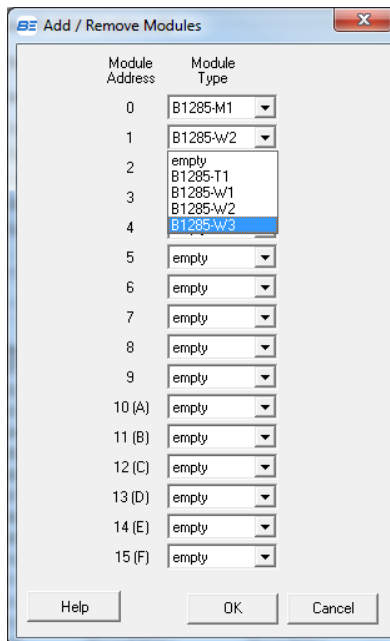 BE Add / Remove Modules
Module Address Module Type
0 B1285-M1
1 B1285-W2
2 empty
B1285-T1
3 B1285-W1
B1285-W2
4 B1285-W3
5 empty
6 empty
7 empty
8 empty
9 empty
10 (A) empty
11 (B) empty
12 (C) empty
13 (D) empty
14 (E) empty
15 (F) empty
Help OK Cancel